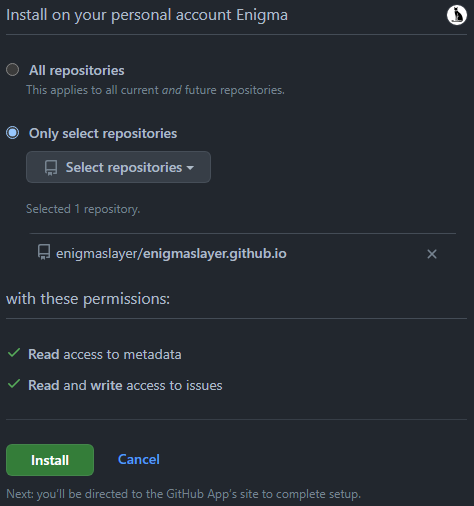 Install on your personal account Enigma
All repositories
This applies to all current and future repositories.
Only select repositories
Select repositories
Selected 1 repository.
enigmaslayer/enigmaslayer.github.io
with these permissions:
Read access to metadata
Read and write access to issues
Install Cancel
Next: you'll be directed to the GitHub App's site to complete setup.